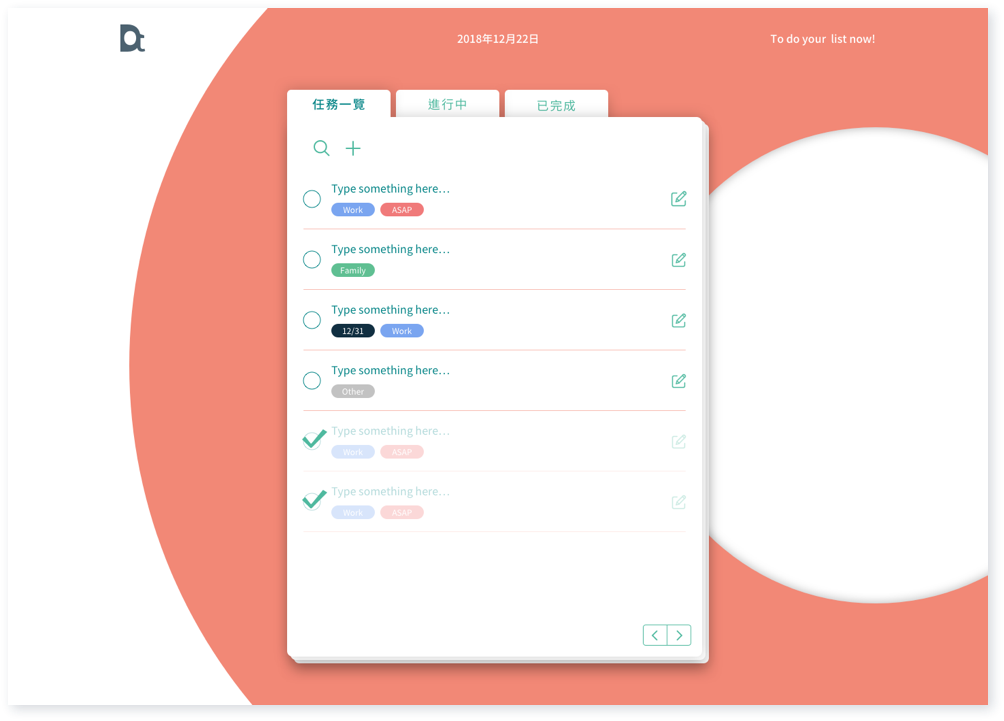 Dt
2018年12月22日
To do your list now!
任務一覽
進行中
已完成
Type something here...
Work ASAP
Type something here...
Family
Type something here...
12/31 Work
Type something here...
Other
Type something here...
Work ASAP
Type something here...
Work ASAP